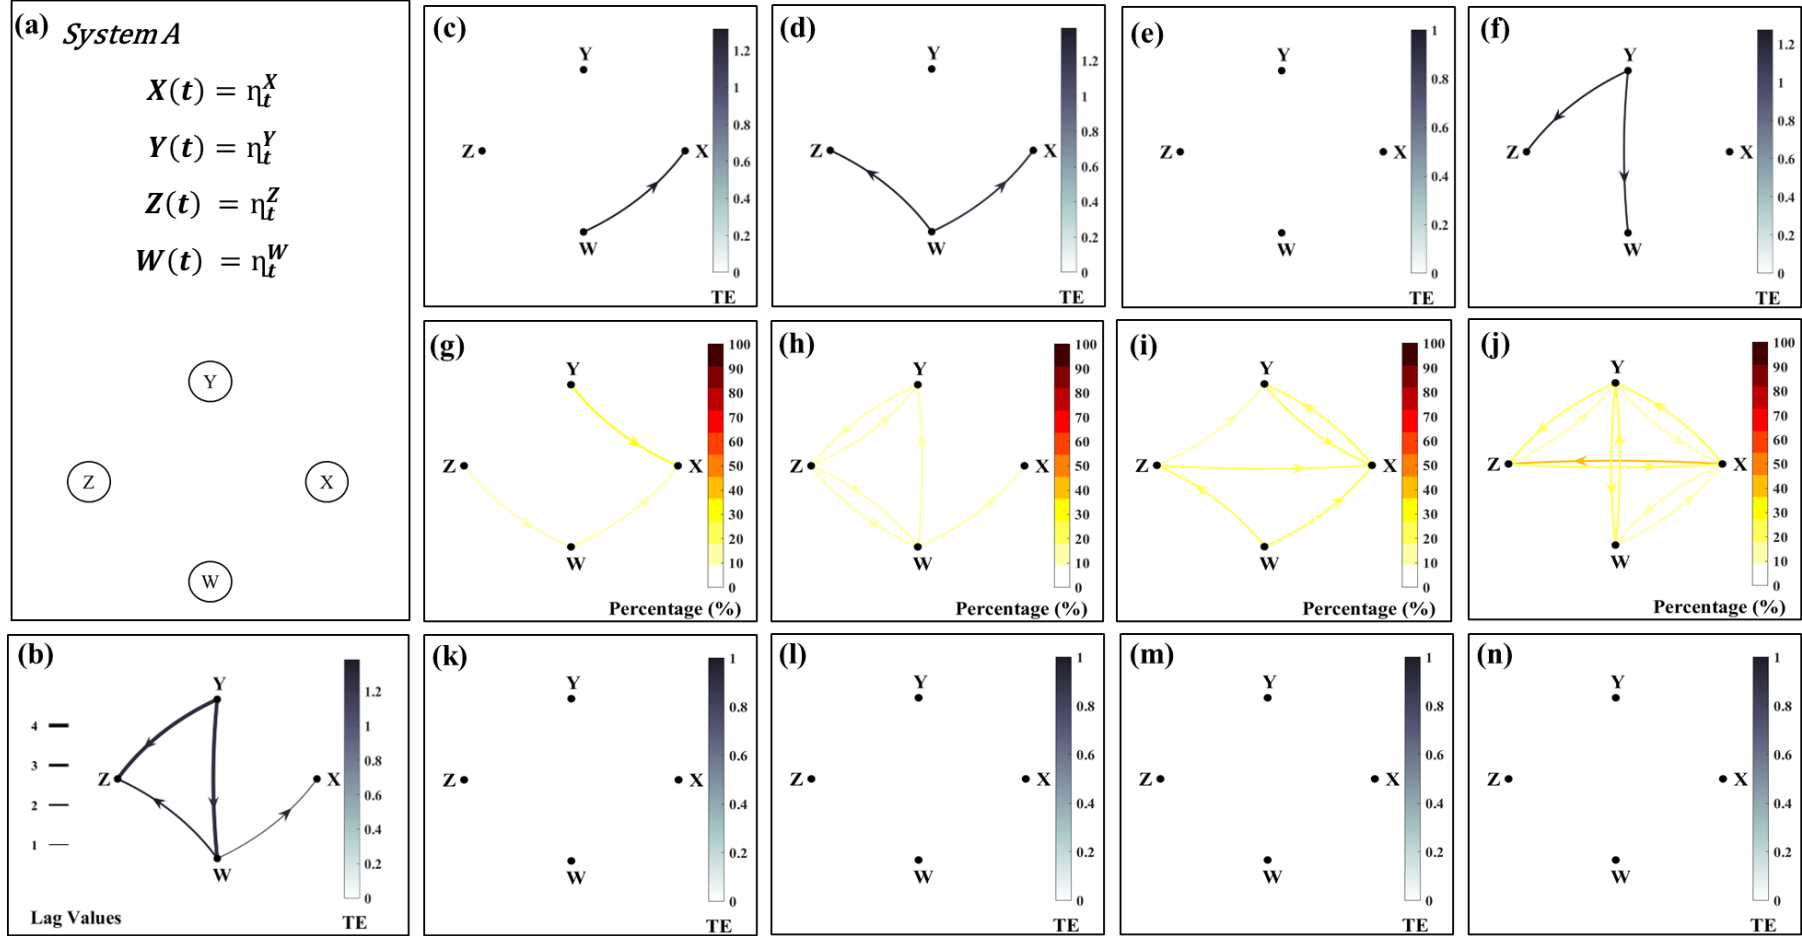 (a) System A
X(t) = η_t^X
Y(t) = η_t^Y
Z(t) = η_t^Z
W(t) = η_t^W
Y
Z X
W
(b)
Y
4
3
2
1
Z X
W
1.2
1
0.8
0.6
0.4
0.2
0
Lag Values TE
(c)
Y
Z X
W
1.2
1
0.8
0.6
0.4
0.2
0
TE
(d)
Y
Z X
W
1.2
1
0.8
0.6
0.4
0.2
0
TE
(e)
Y
Z X
W
1
0.8
0.6
0.4
0.2
0
TE
(f)
Y
Z X
W
1.2
1
0.8
0.6
0.4
0.2
0
TE
(g)
Y
Z X
W
100
90
80
70
60
50
40
30
20
10
0
Percentage (%)
(h)
Y
Z X
W
100
90
80
70
60
50
40
30
20
10
0
Percentage (%)
(i)
Y
Z X
W
100
90
80
70
60
50
40
30
20
10
0
Percentage (%)
(j)
Y
Z X
W
100
90
80
70
60
50
40
30
20
10
0
Percentage (%)
(k)
Y
Z X
W
1
0.8
0.6
0.4
0.2
0
TE
(l)
Y
Z X
W
1
0.8
0.6
0.4
0.2
0
TE
(m)
Y
Z X
W
1
0.8
0.6
0.4
0.2
0
TE
(n)
Y
Z X
W
1
0.8
0.6
0.4
0.2
0
TE